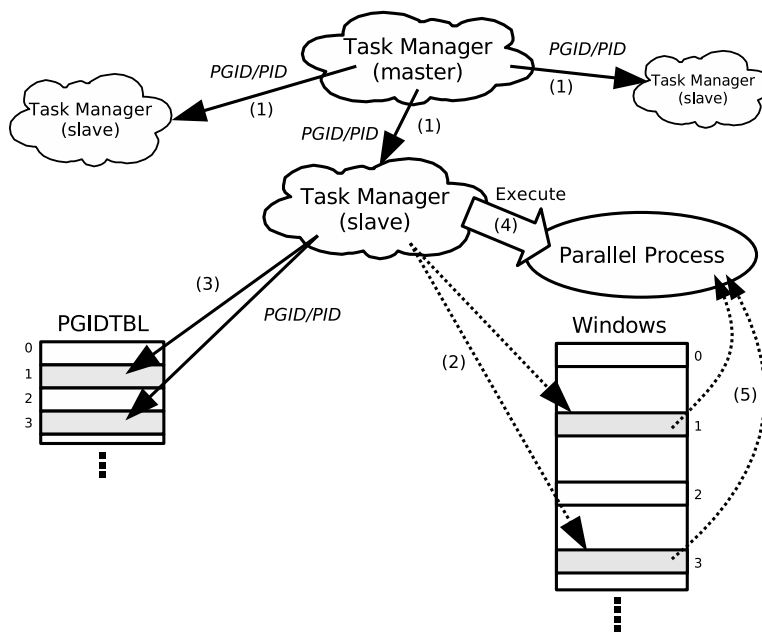 Task Manager
(master)
PGID/PID
PGID/PID
(1)
(1)
Task Manager
(slave)
Task Manager
(slave)
PGID/PID
(1)
Task Manager
(slave)
Execute
(4)
Parallel Process
(3)
PGID/PID
PGIDTBL
0
1
2
3
Windows
(2)
0
1
2
3
(5)